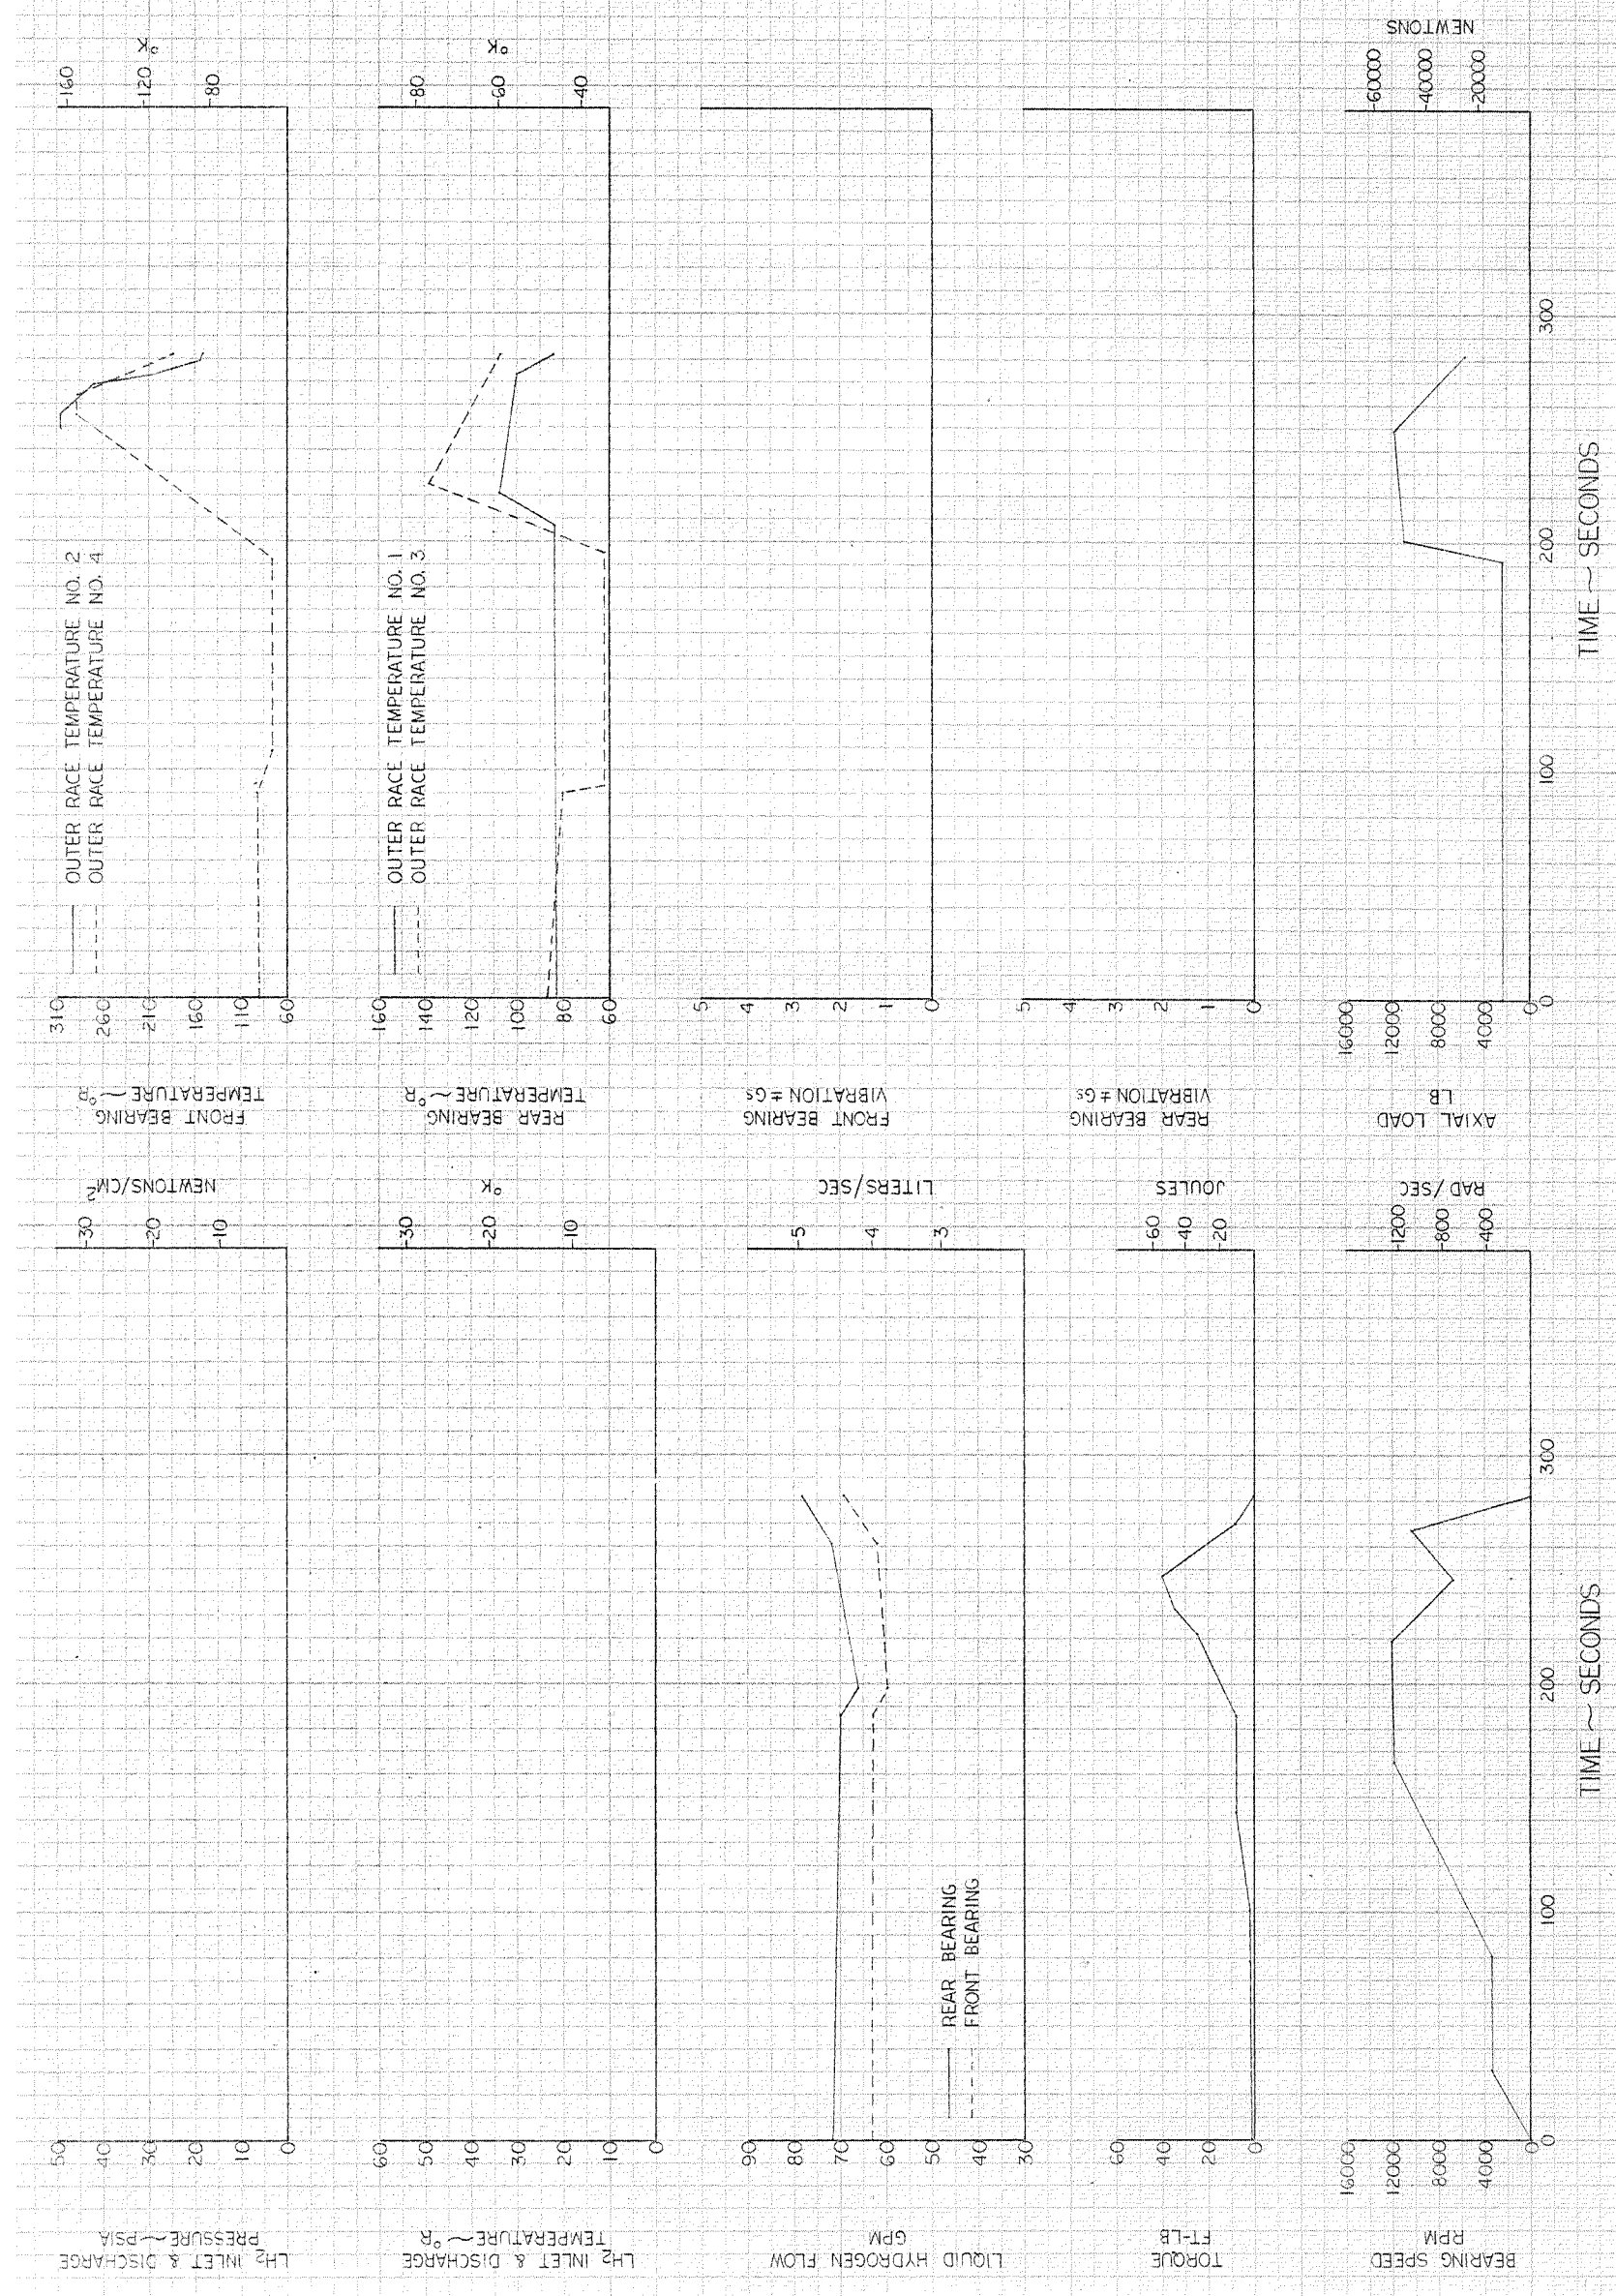 LH2 INLET & DISCHARGE
PRESSURE ~ PSIA
50
40
30
20
10
0
-30
-20
-10
NEWTONS/CM2
LH2 INLET & DISCHARGE
TEMPERATURE ~ °R
60
50
40
30
20
10
0
-30
-20
-10
°K
LIQUID HYDROGEN FLOW
GPM
90
80
70
60
50
40
30
REAR BEARING
FRONT BEARING
-5
-4
-3
LITERS/SEC
TORQUE
FT-LB
60
40
20
0
60
40
20
JOULES
BEARING SPEED
RPM
16000
12000
8000
4000
0
-1200
-800
-400
RAD/SEC
0
100
200
300
TIME ~ SECONDS
FRONT BEARING
TEMPERATURE ~ °R
310
260
210
160
110
60
OUTER RACE TEMPERATURE NO. 2
OUTER RACE TEMPERATURE NO. 4
-160
-120
-80
°K
REAR BEARING
TEMPERATURE ~ °R
160
140
120
100
80
60
OUTER RACE TEMPERATURE NO. 1
OUTER RACE TEMPERATURE NO. 3
-80
-60
-40
°K
FRONT BEARING
VIBRATION ± Gs
5
4
3
2
1
0
REAR BEARING
VIBRATION ± Gs
5
4
3
2
1
0
AXIAL LOAD
LB
16000
12000
8000
4000
0
-60000
-40000
-20000
NEWTONS
0
100
200
300
TIME ~ SECONDS